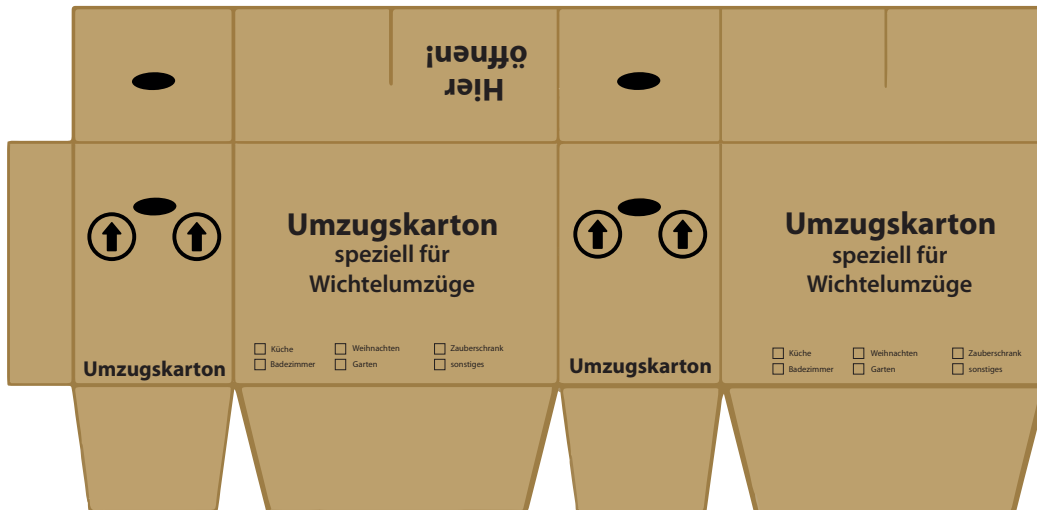 Hier
öffnen!
Umzugskarton
speziell für
Wichtelumzüge
Küche
Weihnachten
Zauberschrank
Badezimmer
Garten
sonstiges
Umzugskarton
Umzugskarton
speziell für
Wichtelumzüge
Küche
Weihnachten
Zauberschrank
Badezimmer
Garten
sonstiges
Umzugskarton